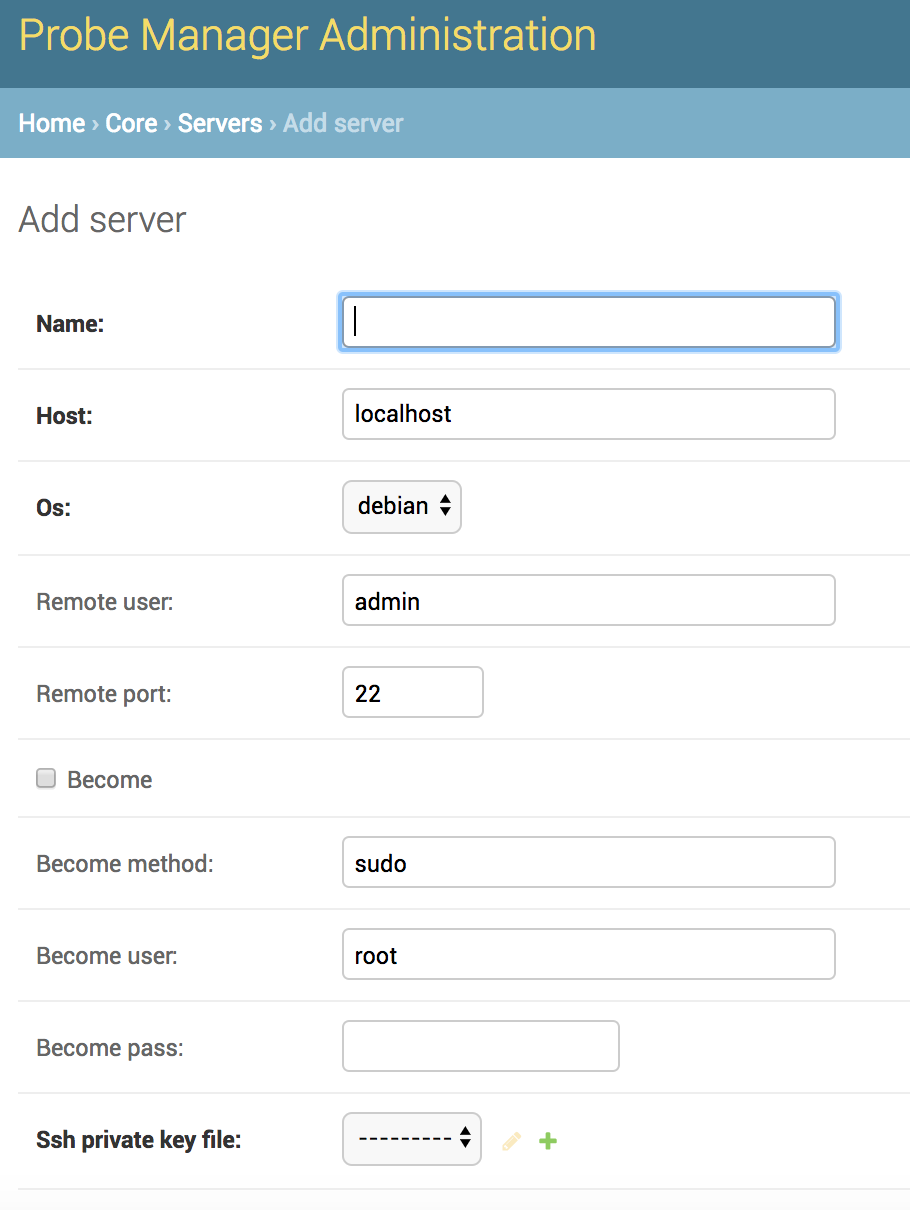 Probe Manager Administration
Home › Core › Servers › Add server
Add server
Name:
Host: localhost
Os: debian
Remote user: admin
Remote port: 22
Become
Become method: sudo
Become user: root
Become pass:
Ssh private key file: ---------